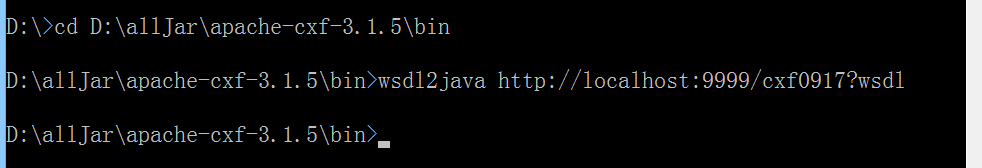 D:\>cd D:\allJar\apache-cxf-3.1.5\bin
D:\allJar\apache-cxf-3.1.5\bin>wsdl2java http://localhost:9999/cxf0917?wsdl
D:\allJar\apache-cxf-3.1.5\bin>